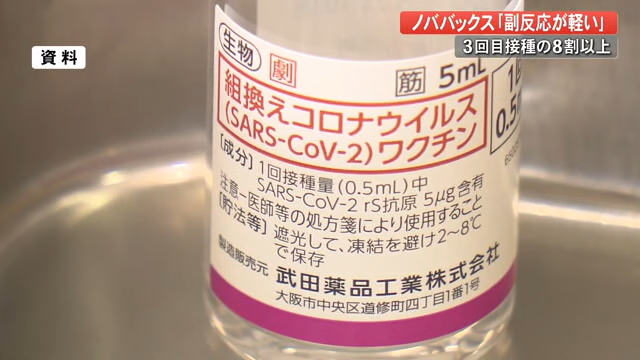 ノババックス「副反応が軽い」
3回目接種の8割以上
資料
生物 劇 筋 5mL
組換えコロナウイルス
(SARS-CoV-2)ワクチン
1回
0.5
〔成分〕1回接種量(0.5mL)中
SARS-CoV-2 rS抗原 5μg含有
注意-医師等の処方箋により使用すること
〔貯法等〕遮光して、凍結を避け2~8℃
で保存
製造販売元 武田薬品工業株式会社
大阪市中央区道修町四丁目1番1号